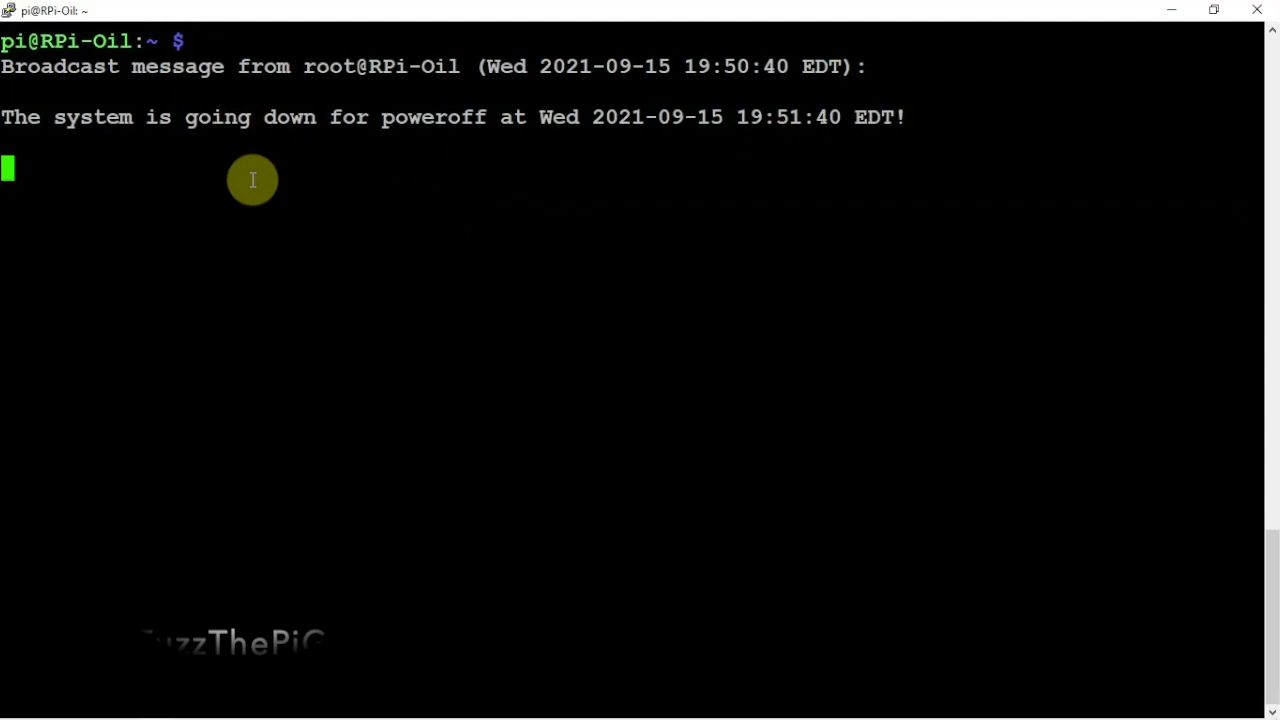 pi@RPi-Oil: ~
pi@RPi-Oil:~ $
Broadcast message from root@RPi-Oil (Wed 2021-09-15 19:50:40 EDT):
The system is going down for poweroff at Wed 2021-09-15 19:51:40 EDT!